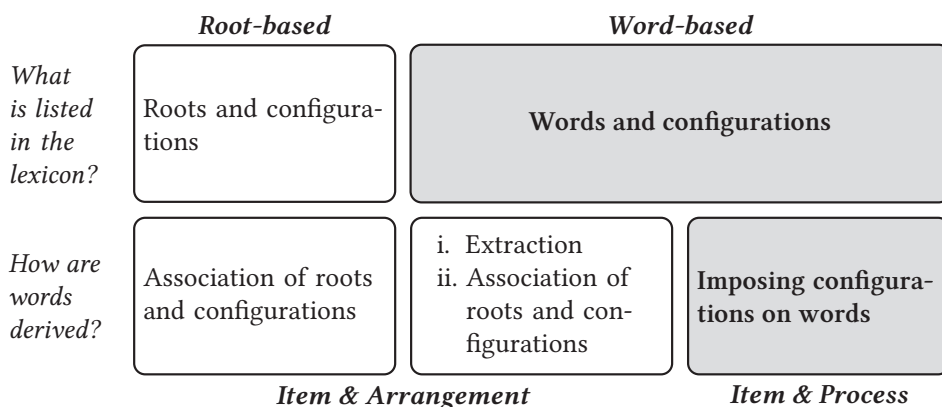 Root-based
Word-based
What
is listed
in the
lexicon?
Roots and configura-
tions
Words and configurations
How are
words
derived?
Association of roots
and configurations
i. Extraction
ii. Association of
roots and con-
figurations
Imposing configura-
tions on words
Item & Arrangement
Item & Process